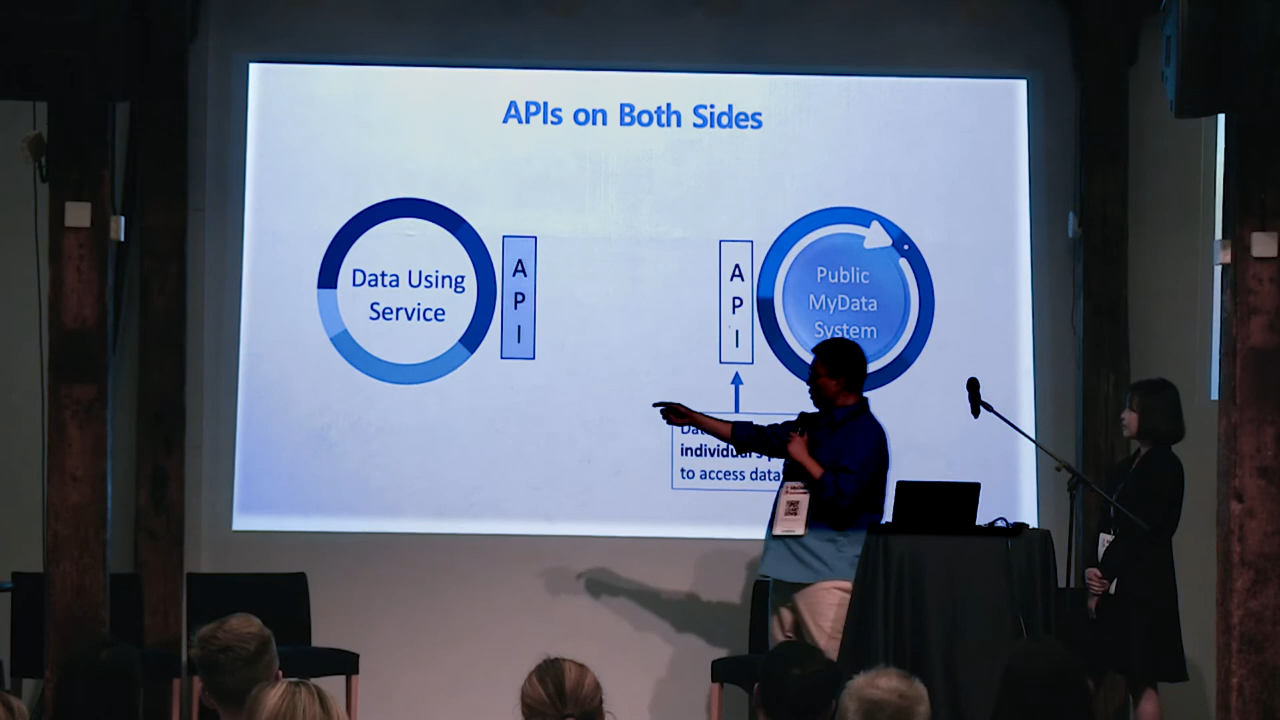 APIs on Both Sides
Data Using
Service
A
P
I
A
P
I
Public
MyData
System
individual's
to access data